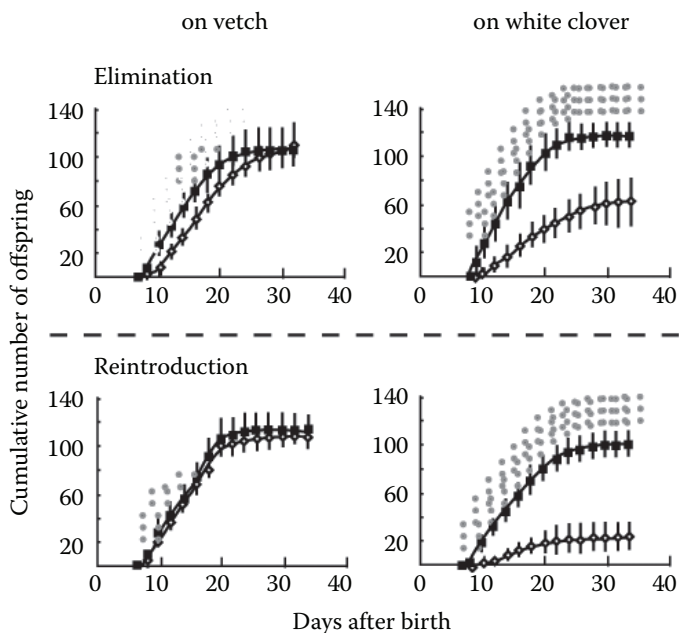 on vetch on white clover
Elimination
140 140
100 100
60 60
20 20
0 10 20 30 40 0 10 20 30 40
Reintroduction
140 140
100 100
60 60
20 20
0 10 20 30 40 0 10 20 30 40
Cumulative number of offspring
Days after birth